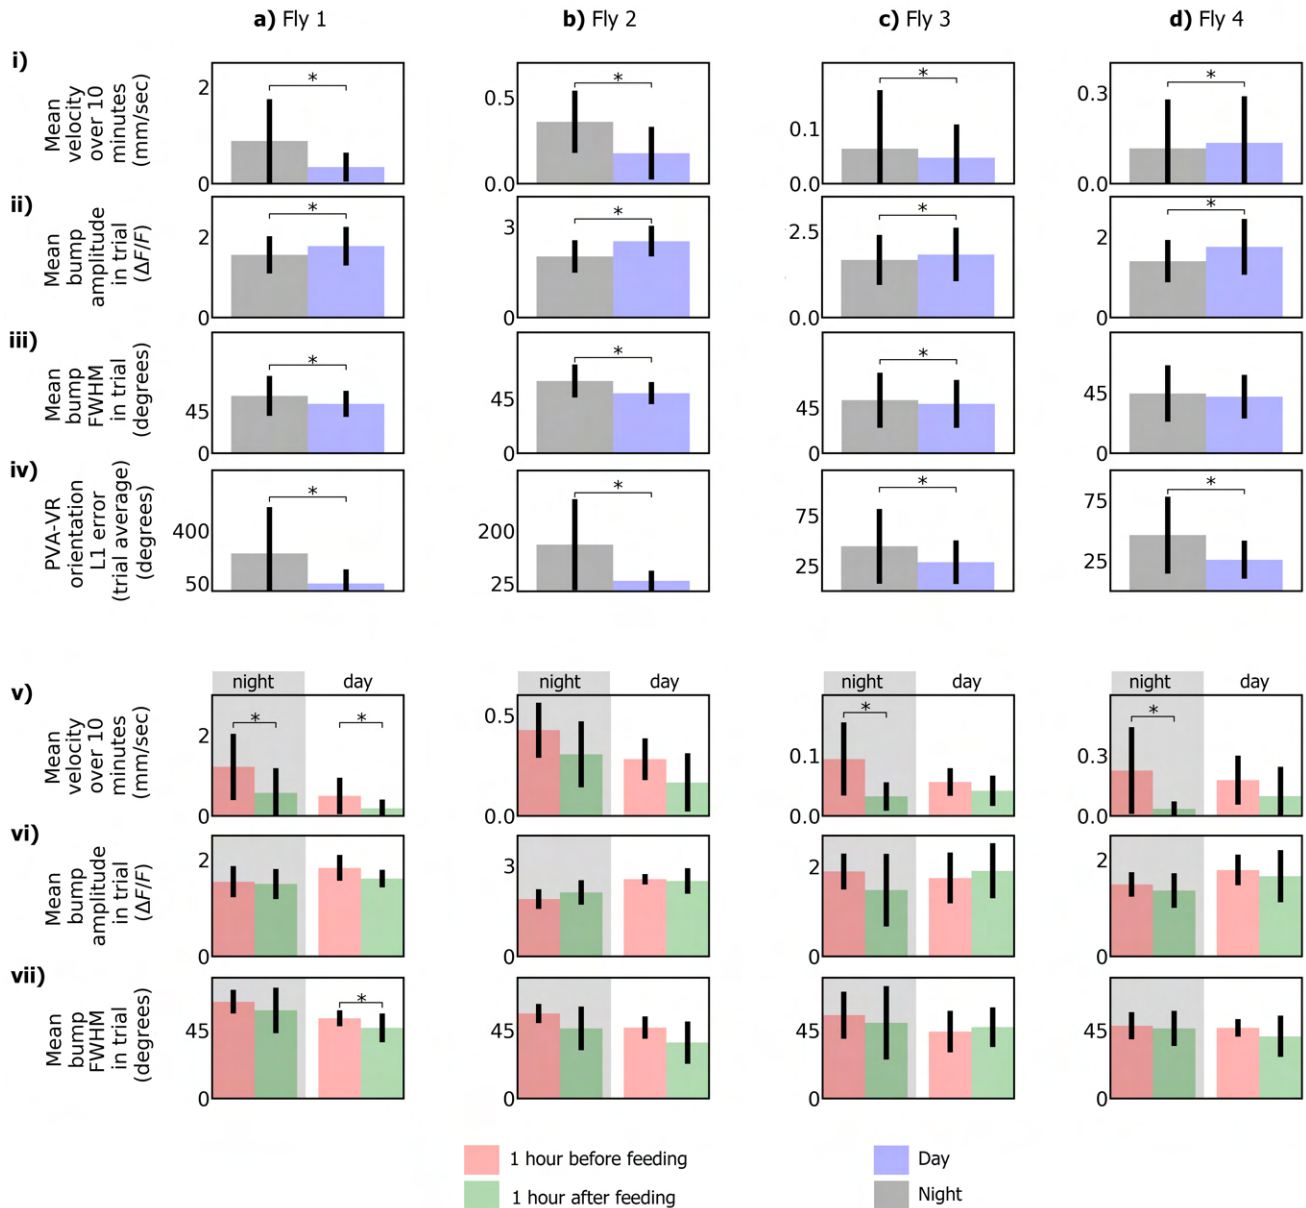 a) Fly 1 b) Fly 2 c) Fly 3 d) Fly 4
i)
Mean
velocity
over 10
minutes
(mm/sec)
2
0
*
0.5
0.0
*
0.1
0.0
*
0.3
0.0
*
ii)
Mean
bump
amplitude
in trial
(ΔF/F)
2
0
*
3
0
*
2.5
0.0
*
2
0
*
iii)
Mean
bump
FWHM
in trial
(degrees)
45
0
*
45
0
*
45
0
*
45
0
iv)
PVA-VR
orientation
L1 error
(trial average)
(degrees)
400
50
*
200
25
*
75
25
*
75
25
*
night day night day night day night day
v)
Mean
velocity
over 10
minutes
(mm/sec)
2
0
* *
0.5
0.0
0.1
0.0
*
0.3
0.0
*
vi)
Mean
bump
amplitude
in trial
(ΔF/F)
2
0
3
0
2
0
2
0
vii)
Mean
bump
FWHM
in trial
(degrees)
45
0
*
45
0
45
0
45
0
1 hour before feeding
1 hour after feeding
Day
Night